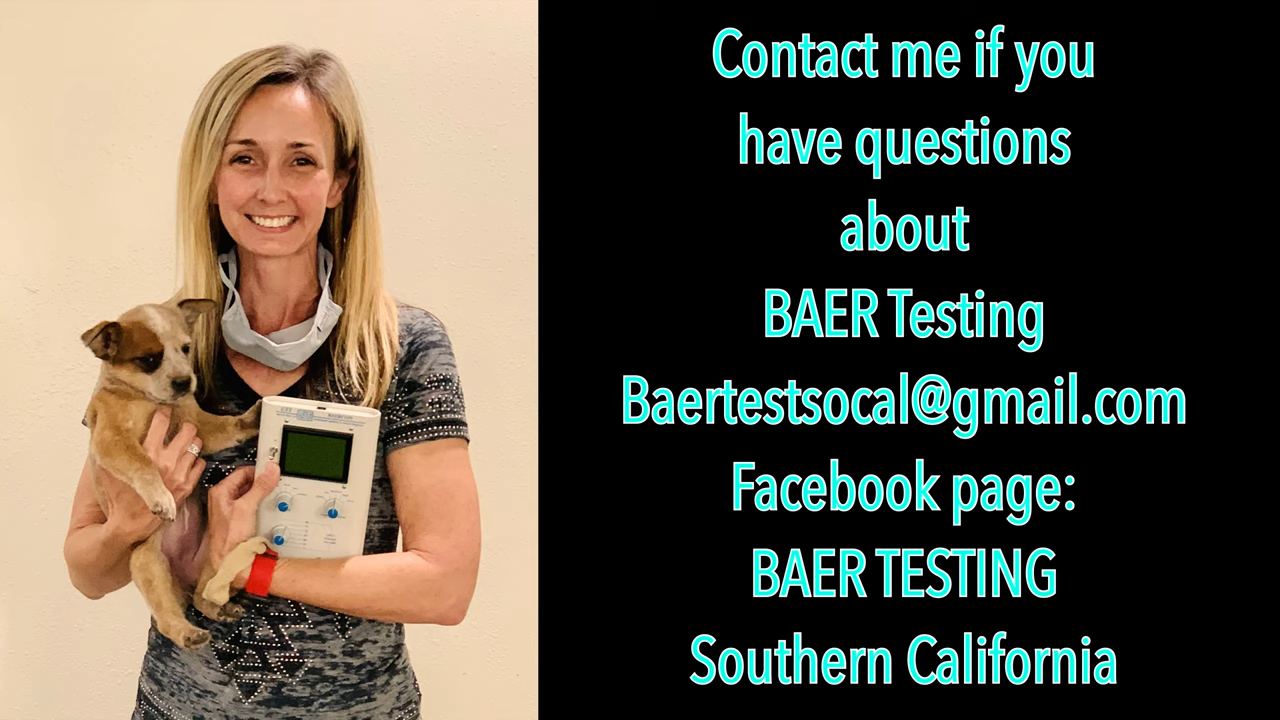 Contact me if you
have questions
about
BAER Testing
Baertestsocal@gmail.com
Facebook page:
BAER TESTING
Southern California